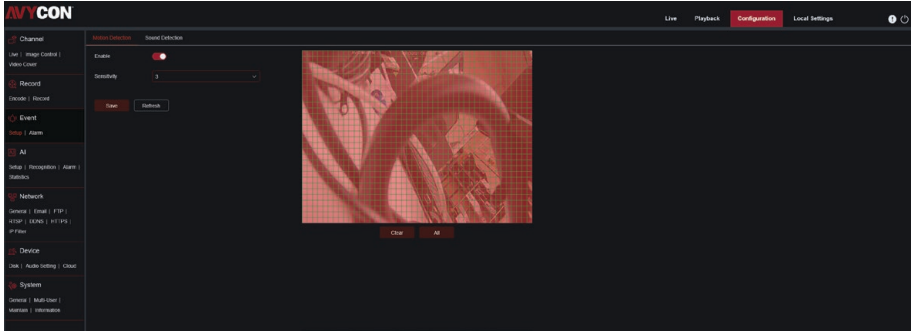 AVYCON
Live Playback Configuration Local Settings
Channel
Live | Image Control |
Video Cover
Record
Encode | Record
Event
Setup | Alarm
AI
Setup | Recognition | Alarm |
Statistics
Network
General | Email | FTP |
RTSP | DDNS | HTTPS |
IP Filter
Device
Disk | Audio Setting | Cloud
System
General | Multi-User |
Maintain | Information
Motion Detection Sound Detection
Enable
Sensitivity 3
Save Refresh
Clear All